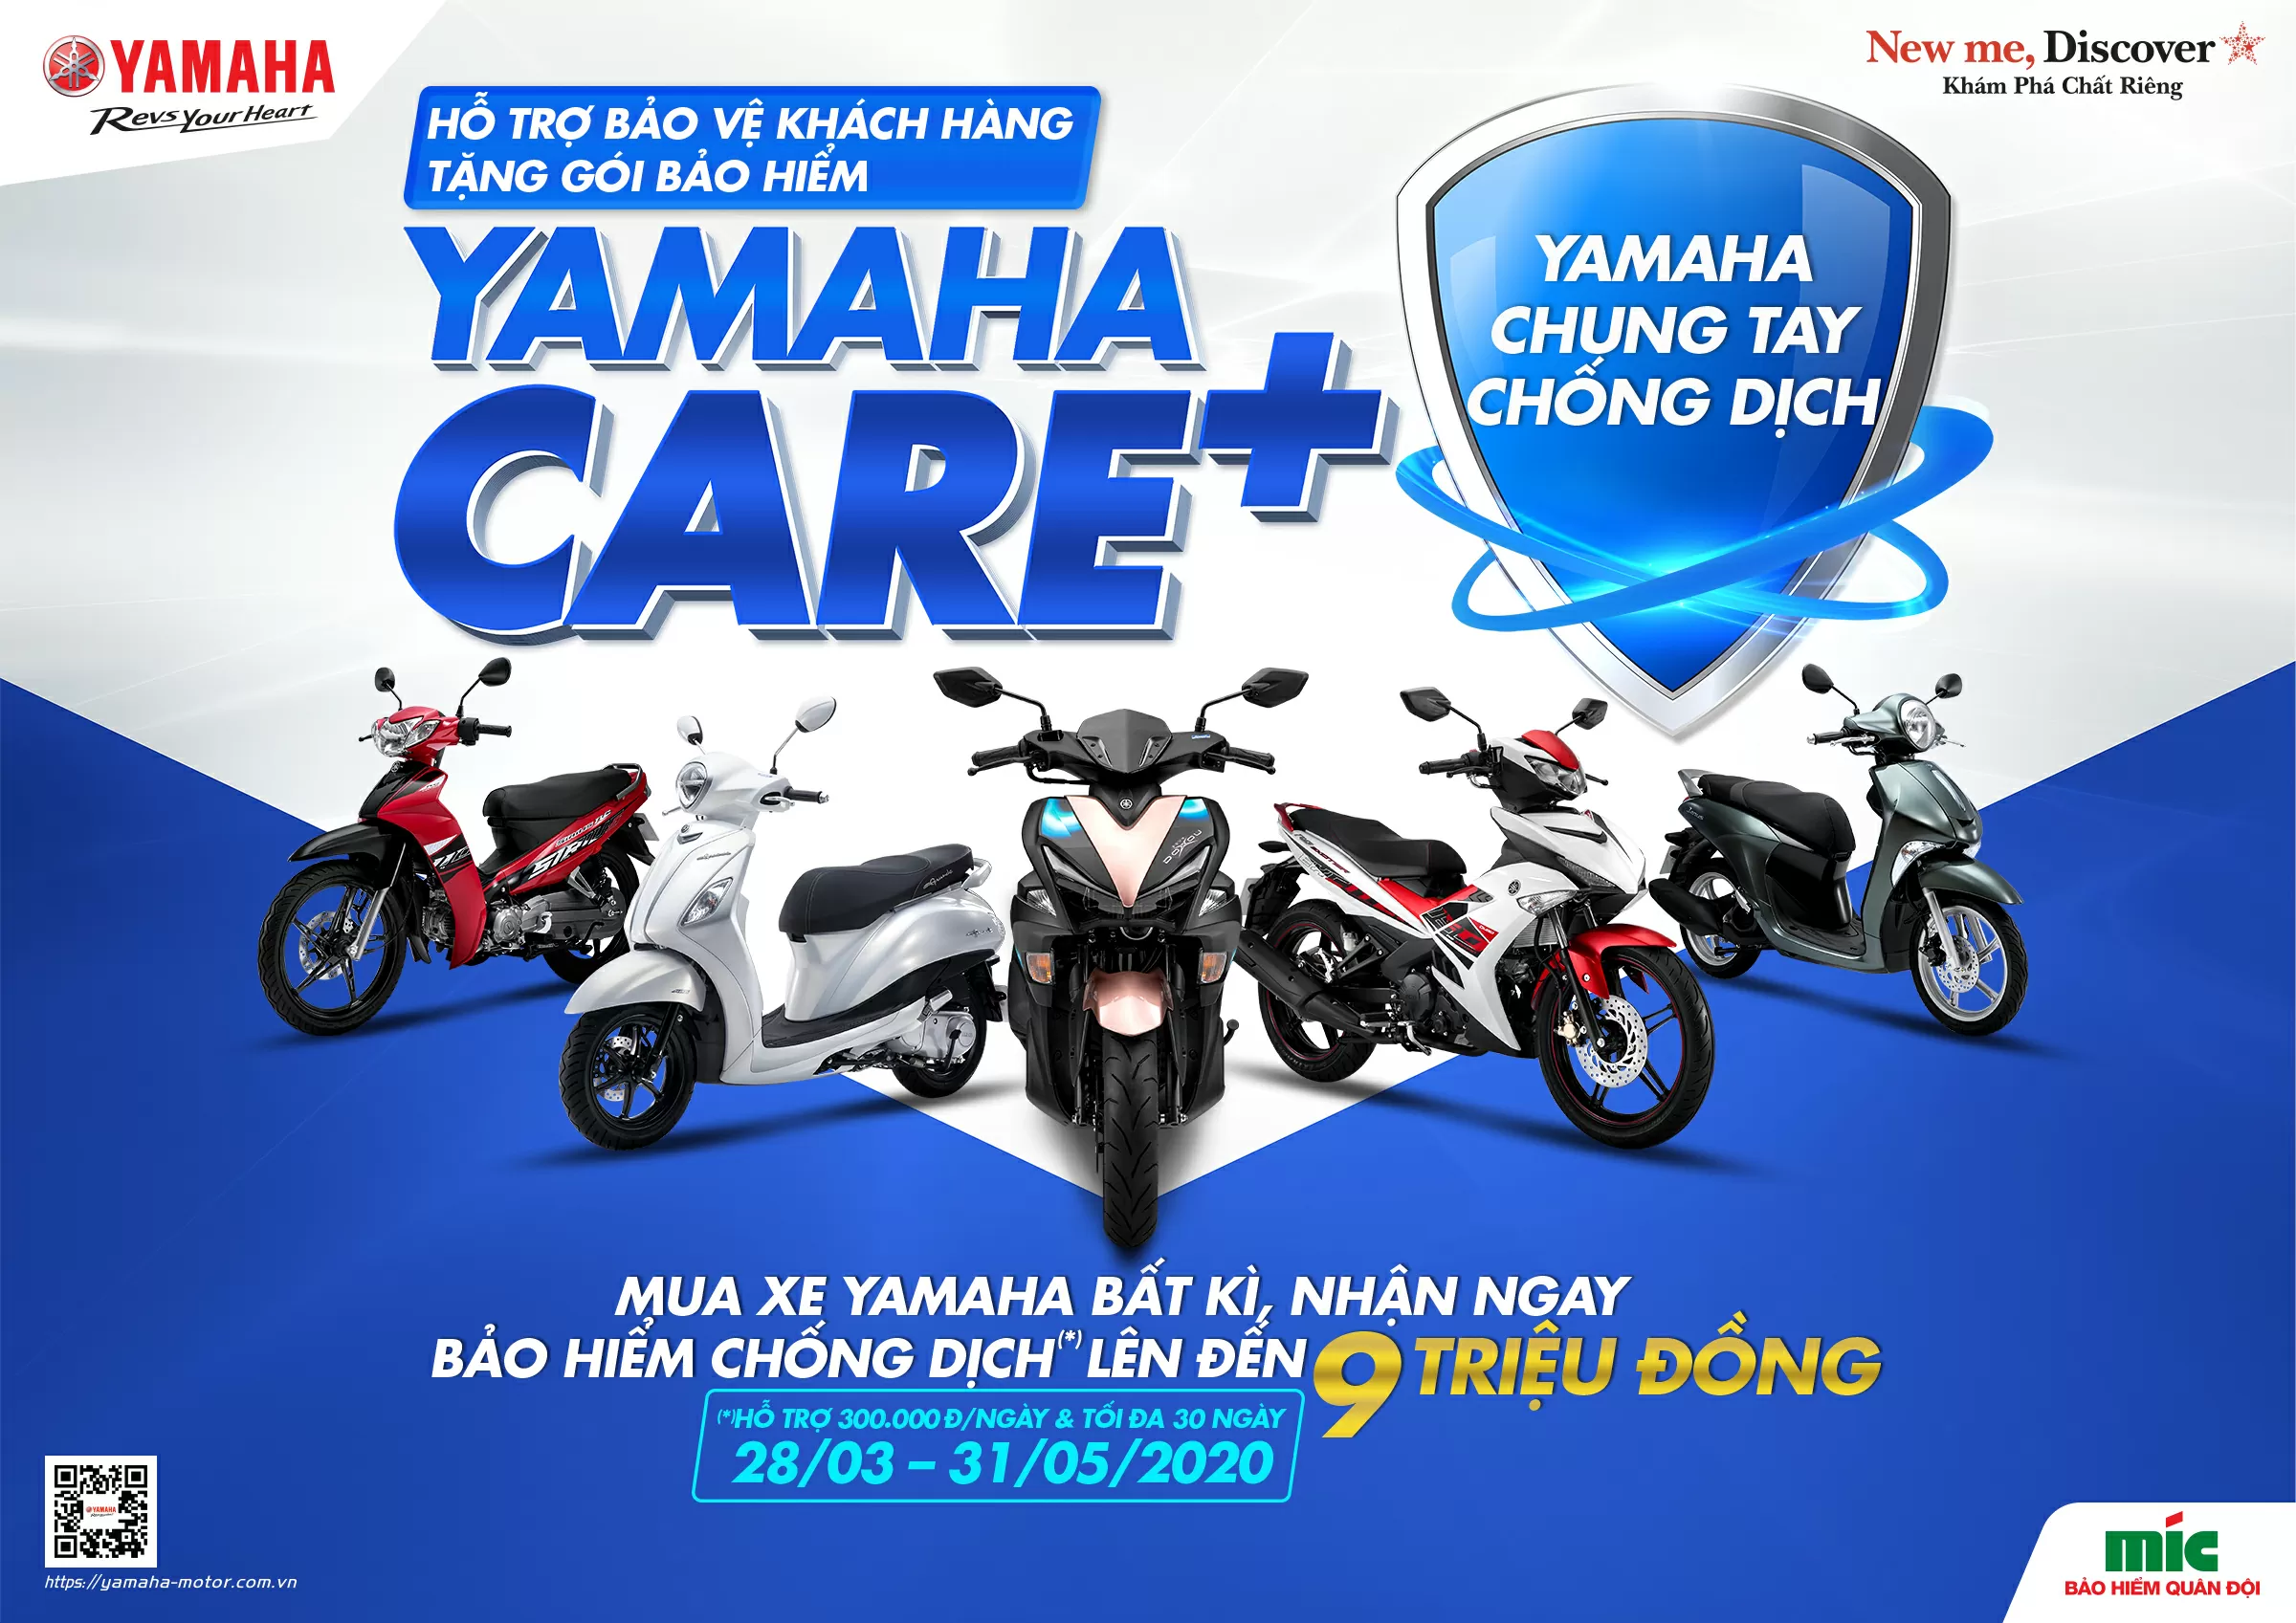 YAMAHA
Revs Your Heart
New me, Discover
Khám Phá Chất Riêng
HỖ TRỢ BẢO VỆ KHÁCH HÀNG
TẶNG GÓI BẢO HIỂM
YAMAHA
CARE+
YAMAHA
CHUNG TAY
CHỐNG DỊCH
MUA XE YAMAHA BẤT KÌ, NHẬN NGAY
BẢO HIỂM CHỐNG DỊCH(*) LÊN ĐẾN 9 TRIỆU ĐỒNG
(*)HỖ TRỢ 300.000 Đ/NGÀY & TỐI ĐA 30 NGÀY
28/03 – 31/05/2020
YAMAHA
https://yamaha-motor.com.vn
mic
BẢO HIỂM QUÂN ĐỘI